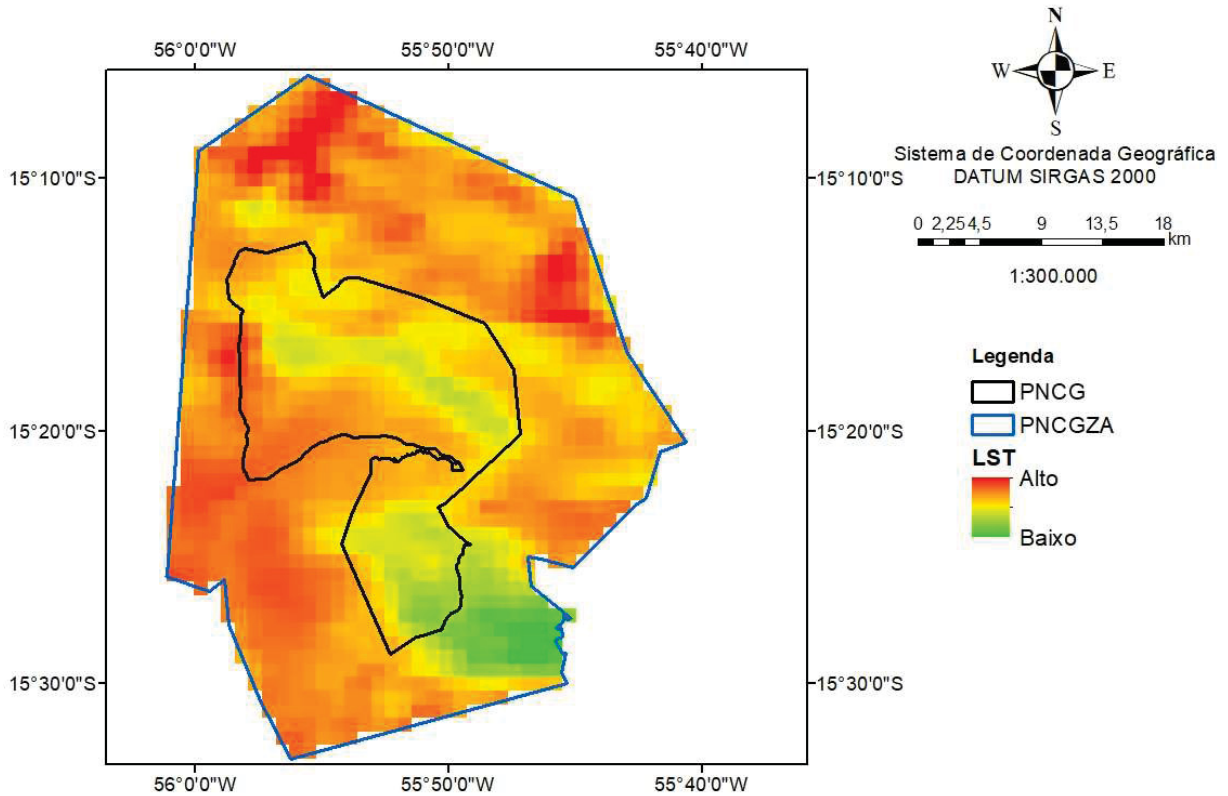 56°0'0"W 55°50'0"W 55°40'0"W
15°10'0"S 15°10'0"S
15°20'0"S 15°20'0"S
15°30'0"S 15°30'0"S
56°0'0"W 55°50'0"W 55°40'0"W
N
W E
S
Sistema de Coordenada Geográfica
DATUM SIRGAS 2000
0 2,25 4,5 9 13,5 18
km
1:300.000
Legenda
PNCG
PNCGZA
LST
Alto
Baixo